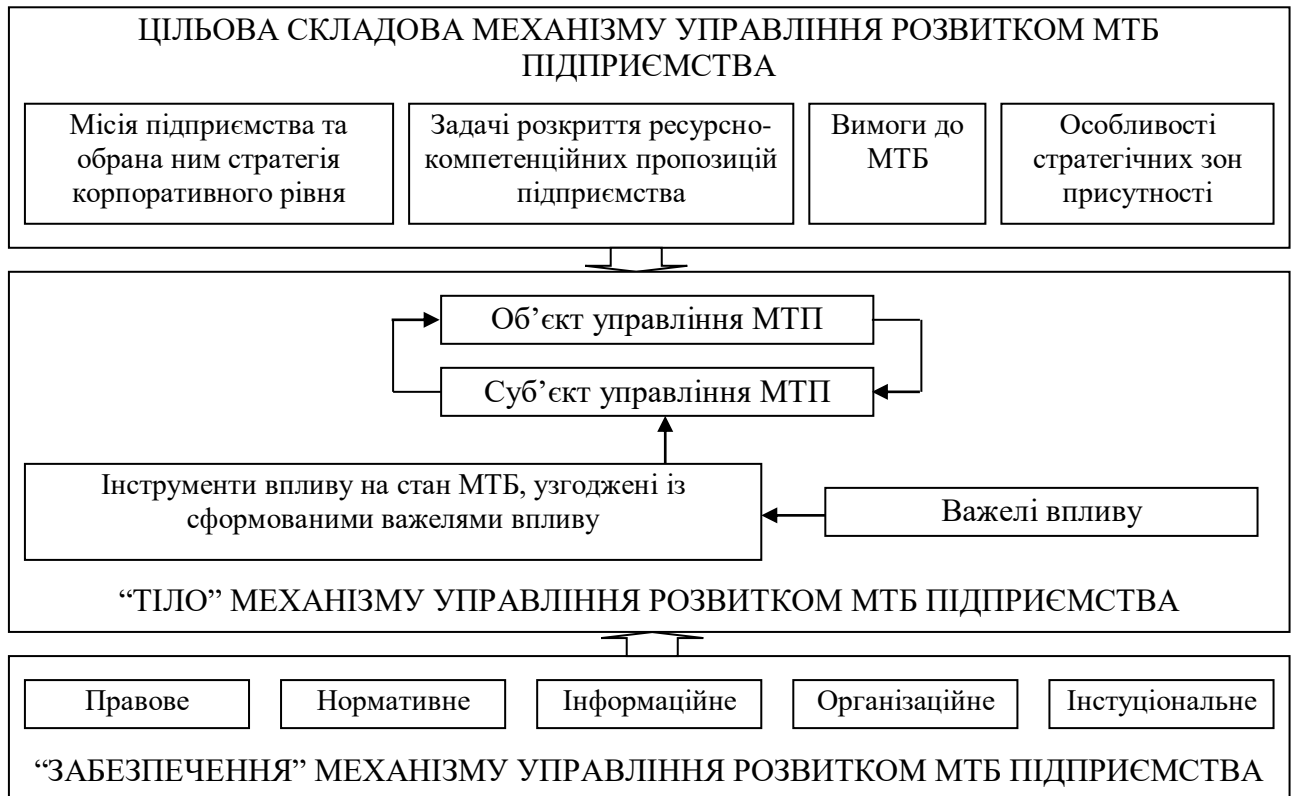 ЦІЛЬОВА СКЛАДОВА МЕХАНІЗМУ УПРАВЛІННЯ РОЗВИТКОМ МТБ
ПІДПРИЄМСТВА
Місія підприємства та
обрана ним стратегія
корпоративного рівня
Задачі розкриття ресурсно-
компетенційних пропозицій
підприємства
Вимоги до
МТБ
Особливості
стратегічних зон
присутності
Об’єкт управління МТП
Суб’єкт управління МТП
Інструменти впливу на стан МТБ, узгоджені із
сформованими важелями впливу
Важелі впливу
“ТІЛО” МЕХАНІЗМУ УПРАВЛІННЯ РОЗВИТКОМ МТБ ПІДПРИЄМСТВА
Правове
Нормативне
Інформаційне
Організаційне
Інстуціональне
“ЗАБЕЗПЕЧЕННЯ” МЕХАНІЗМУ УПРАВЛІННЯ РОЗВИТКОМ МТБ ПІДПРИЄМСТВА